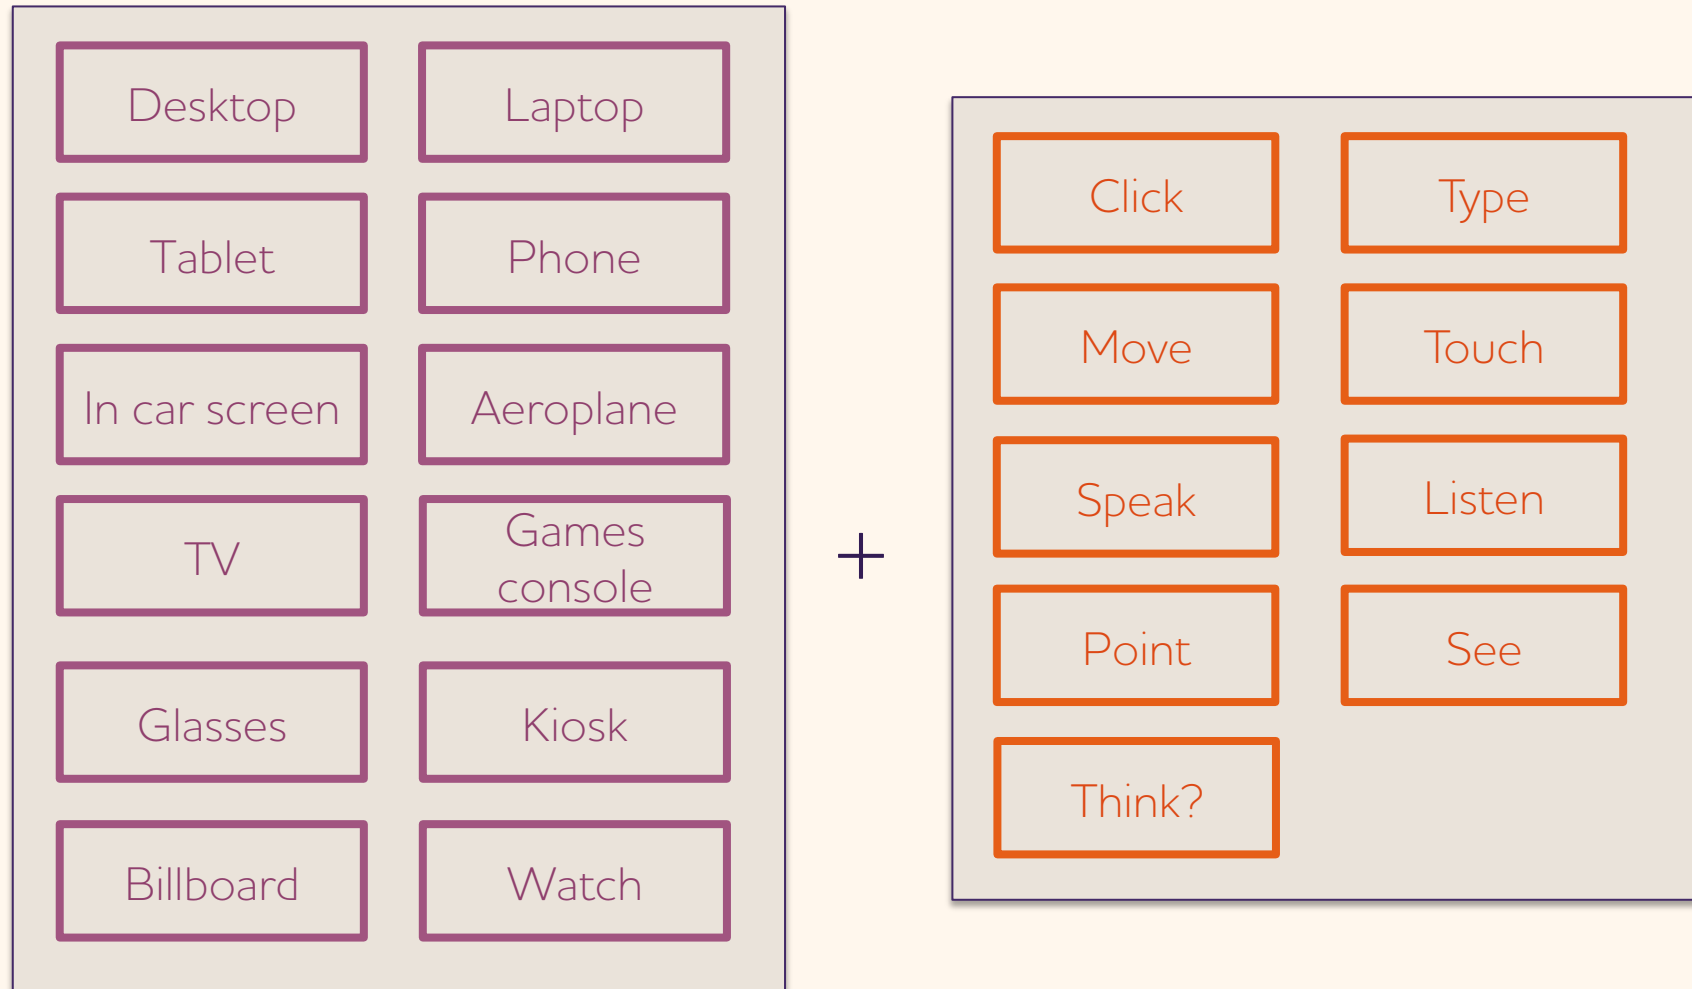 Desktop
Laptop
Tablet
Phone
In car screen
Aeroplane
TV
Games
console
Glasses
Kiosk
Billboard
Watch
+
Click
Type
Move
Touch
Speak
Listen
Point
See
Think?